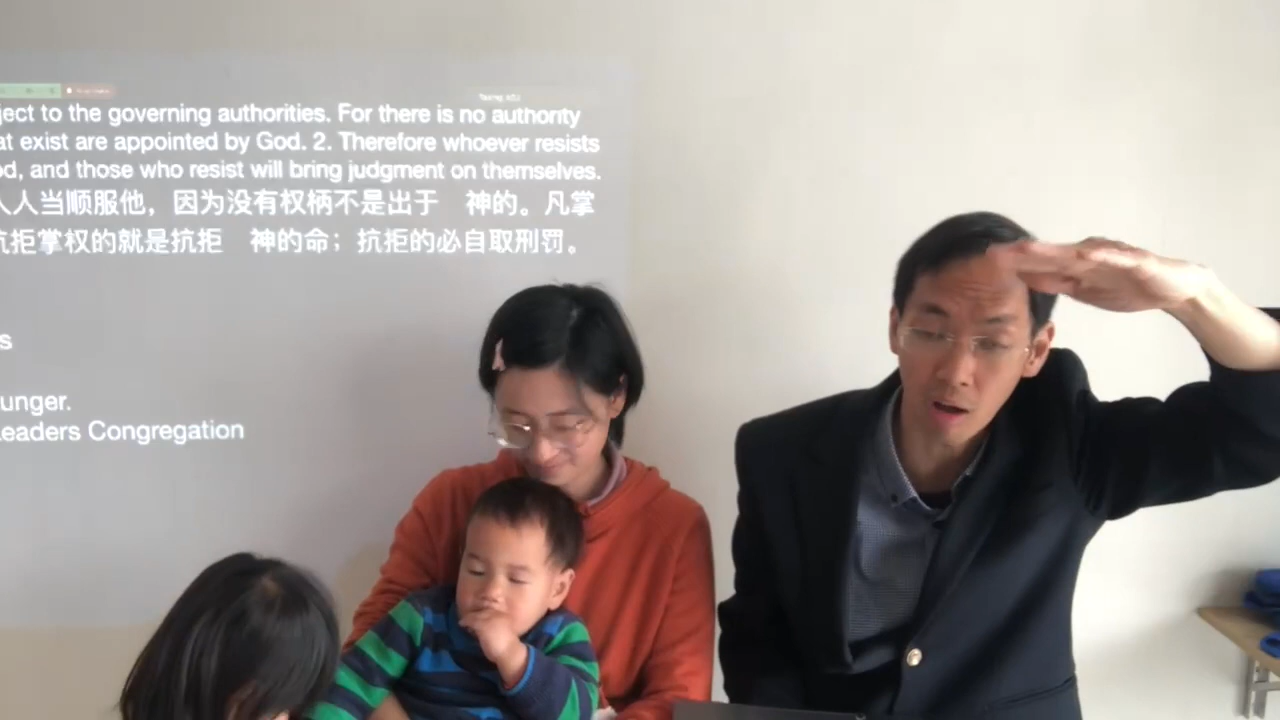 ject to the governing authorities. For there is no authority
at exist are appointed by God. 2. Therefore whoever resists
od, and those who resist will bring judgment on themselves.
人人当顺服他，因为没有权柄不是出于　神的。凡掌
抗拒掌权的就是抗拒　神的命；抗拒的必自取刑罚。
s
unger.
Leaders Congregation